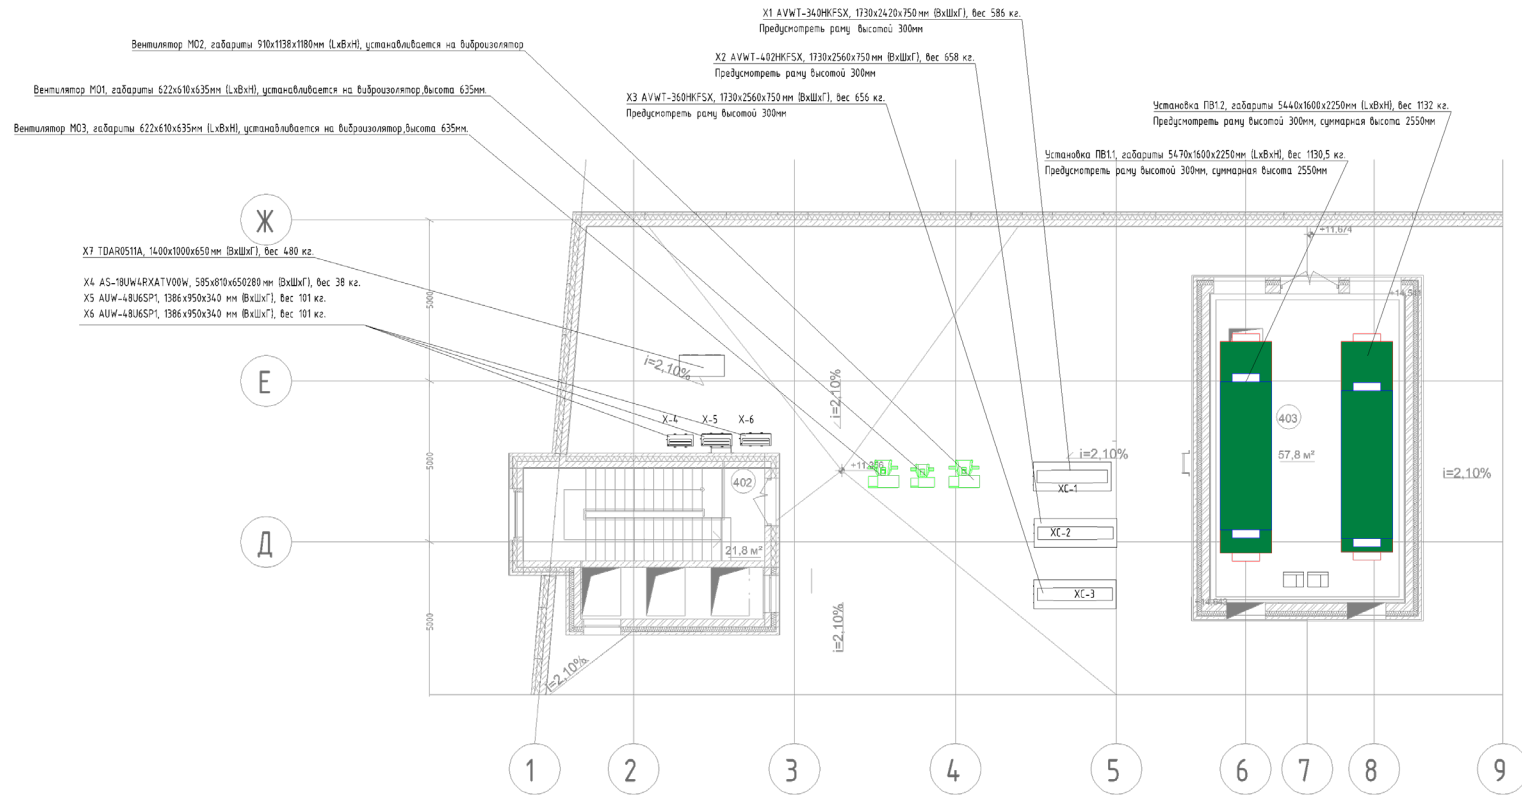 X1 AVWT-340HKFSX, 1730x2420x750мм (ВхШхГ), вес 586 кг.
Предусмотреть раму высотой 300мм
Вентилятор М02, габариты 910х1138х1180мм (LxBxH), устанавливается на виброизолятор
X2 AVWT-402HKFSX, 1730x2560x750мм (ВхШхГ), вес 658 кг.
Предусмотреть раму высотой 300мм
Вентилятор М01, габариты 622х610х635мм (LxBxH), устанавливается на виброизолятор,высота 635мм.
X3 AVWT-360HKFSX, 1730x2560x750мм (ВхШхГ), вес 656 кг.
Предусмотреть раму высотой 300мм
Установка ПВ1.2, габариты 5440х1600х2250мм (LxBxH), вес 1132 кг.
Предусмотреть раму высотой 300мм, суммарная высота 2550мм
Вентилятор М03, габариты 622х610х635мм (LxBxH), устанавливается на виброизолятор,высота 635мм.
Установка ПВ1.1, габариты 5470х1600х2250мм (LxBxH), вес 1130,5 кг.
Предусмотреть раму высотой 300мм, суммарная высота 2550мм
Ж
+11,674
X7 TDAR0511A, 1400x1000x650мм (ВхШхГ), вес 480 кг.
X4 AS-18UW4RXATV00W, 585x810x650280мм (ВхШхГ), вес 38 кг.
X5 AUW-48U6SP1, 1386x950x340 мм (ВхШхГ), вес 101 кг.
X6 AUW-48U6SP1, 1386x950x340 мм (ВхШхГ), вес 101 кг.
5000
i=2,10%
Е
i=2,10%
X-4
X-5
X-6
403
57,8 м²
5000
i=2,10%
i=2,10%
402
ХС-1
Д
21,8 м²
ХС-2
ХС-3
5000
i=2,10%
i=2,10%
1
2
3
4
5
6
7
8
9